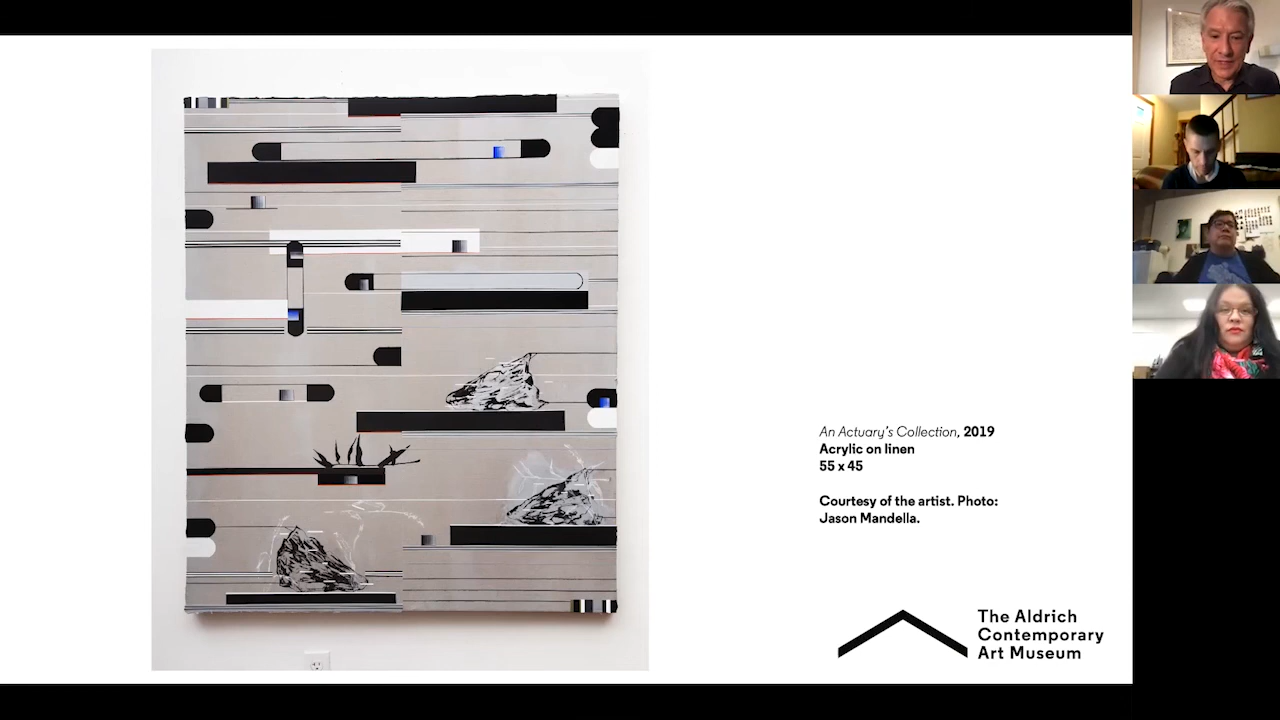 An Actuary's Collection, 2019
Acrylic on linen
55 x 45
Courtesy of the artist. Photo:
Jason Mandella.
The Aldrich
Contemporary
Art Museum